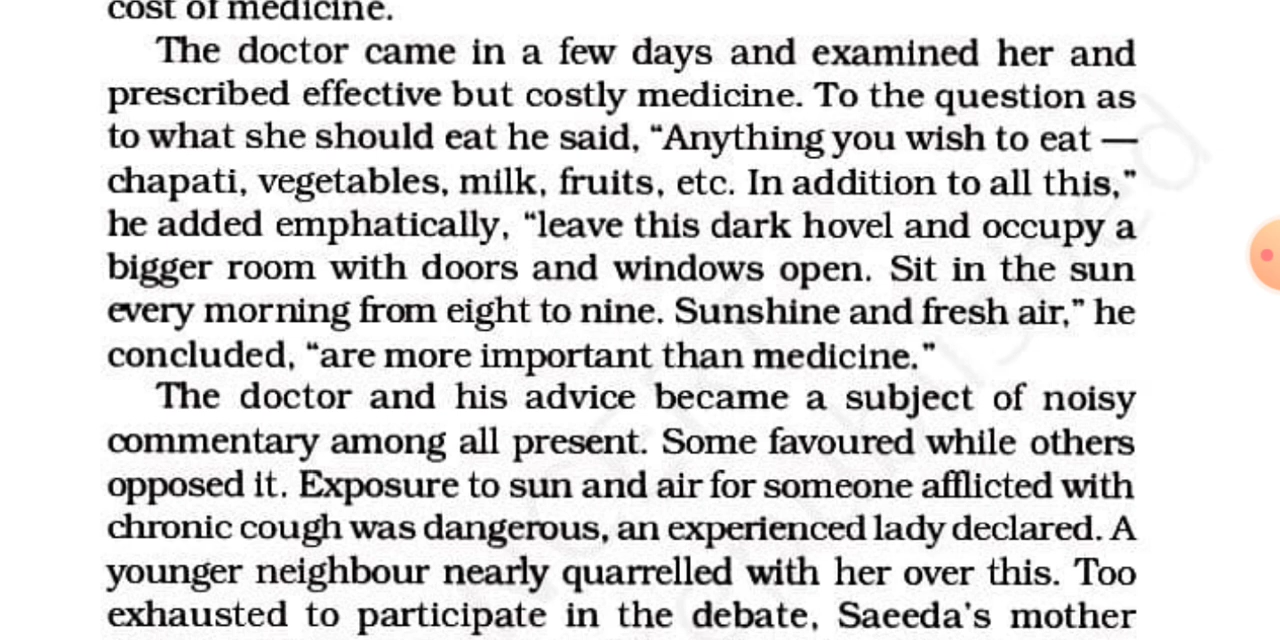 cost of medicine.
The doctor came in a few days and examined her and
prescribed effective but costly medicine. To the question as
to what she should eat he said, “Anything you wish to eat —
chapati, vegetables, milk, fruits, etc. In addition to all this,”
he added emphatically, “leave this dark hovel and occupy a
bigger room with doors and windows open. Sit in the sun
every morning from eight to nine. Sunshine and fresh air,” he
concluded, “are more important than medicine.”
The doctor and his advice became a subject of noisy
commentary among all present. Some favoured while others
opposed it. Exposure to sun and air for someone afflicted with
chronic cough was dangerous, an experienced lady declared. A
younger neighbour nearly quarrelled with her over this. Too
exhausted to participate in the debate, Saeeda’s mother